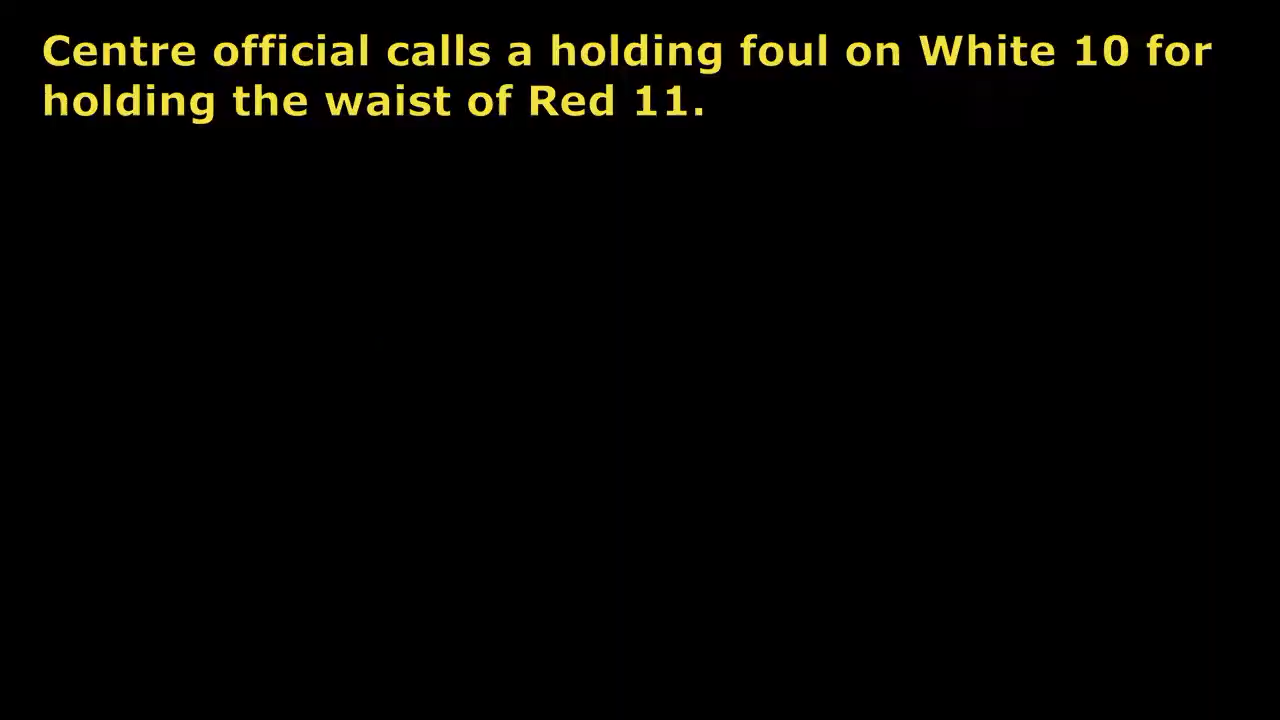 Centre official calls a holding foul on White 10 for
holding the waist of Red 11.